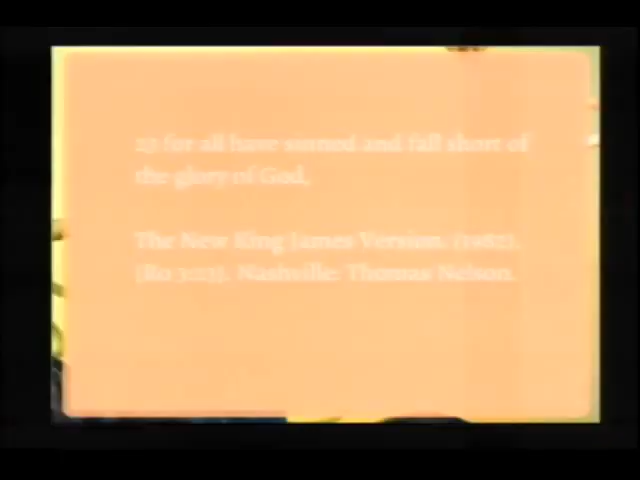 23 for all have sinned and fall short of
the glory of God,
The New King James Version. (1982).
(Ro 3:23). Nashville: Thomas Nelson.